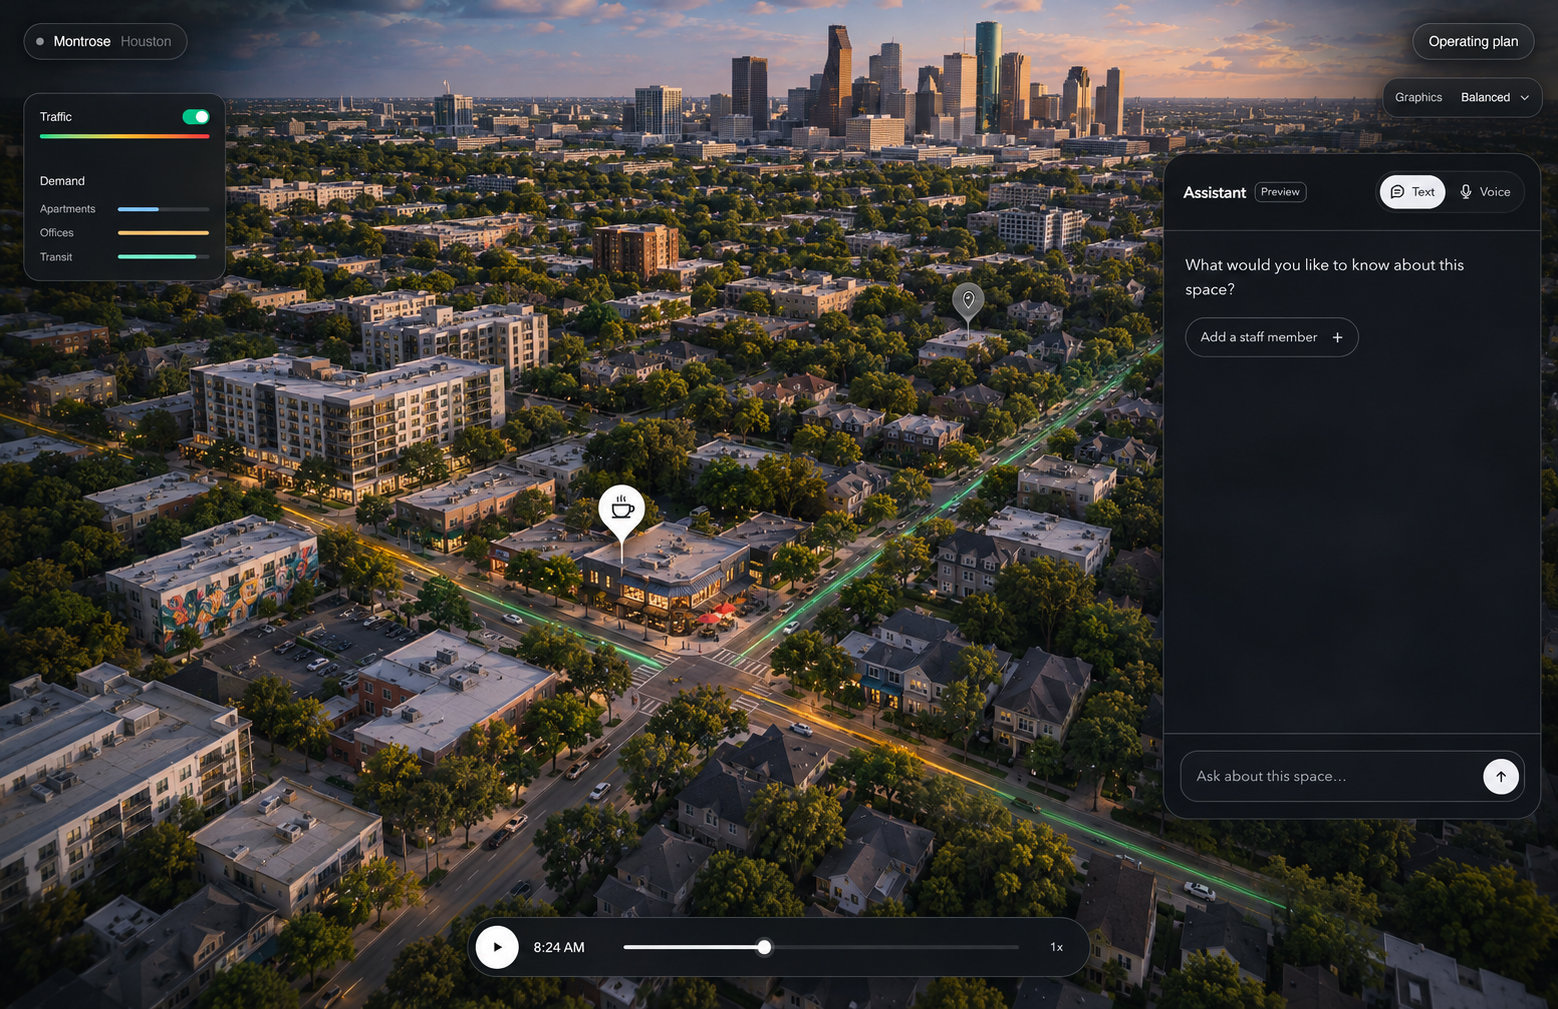 Montrose Houston
Operating plan
Graphics Balanced
Traffic
Demand
Apartments
Offices
Transit
Assistant Preview Text Voice
What would you like to know about this
space?
Add a staff member +
Ask about this space...
8:24 AM 1x